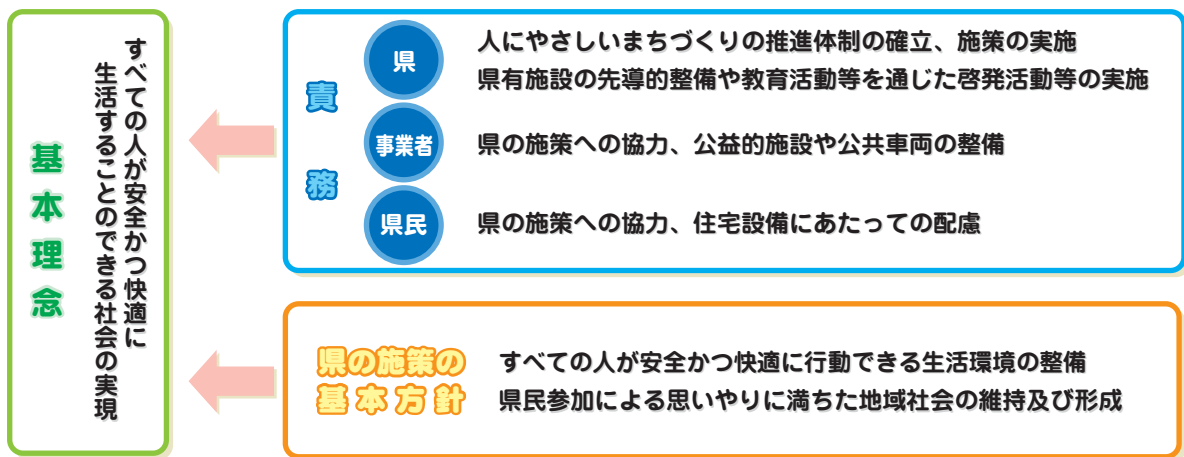 基本理念
すべての人が安全かつ快適に
生活することのできる社会の実現
責務
県
人にやさしいまちづくりの推進体制の確立、施策の実施
県有施設の先導的整備や教育活動等を通じた啓発活動等の実施
事業者
県の施策への協力、公益的施設や公共車両の整備
県民
県の施策への協力、住宅設備にあたっての配慮
県の施策の
基本方針
すべての人が安全かつ快適に行動できる生活環境の整備
県民参加による思いやりに満ちた地域社会の維持及び形成